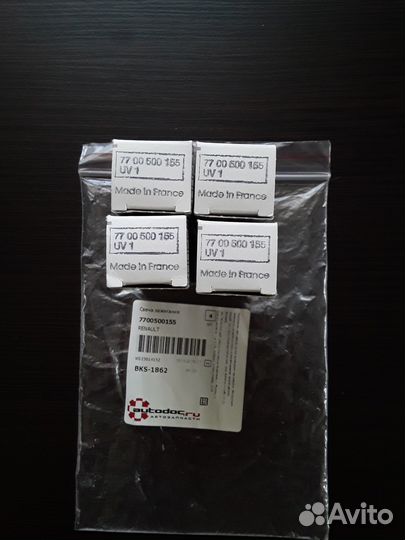 77 00 500 155
UV 1
Made in France
77 00 500 155
UV 1
Made in France
77 00 500 155
UV 1
Made in France
77 00 500 155
UV 1
Made in France
Свеча зажигания
7700500155
RENAULT
4
BKS-1862
autodoc.ru
АВТОЗАПЧАСТИ
Avito